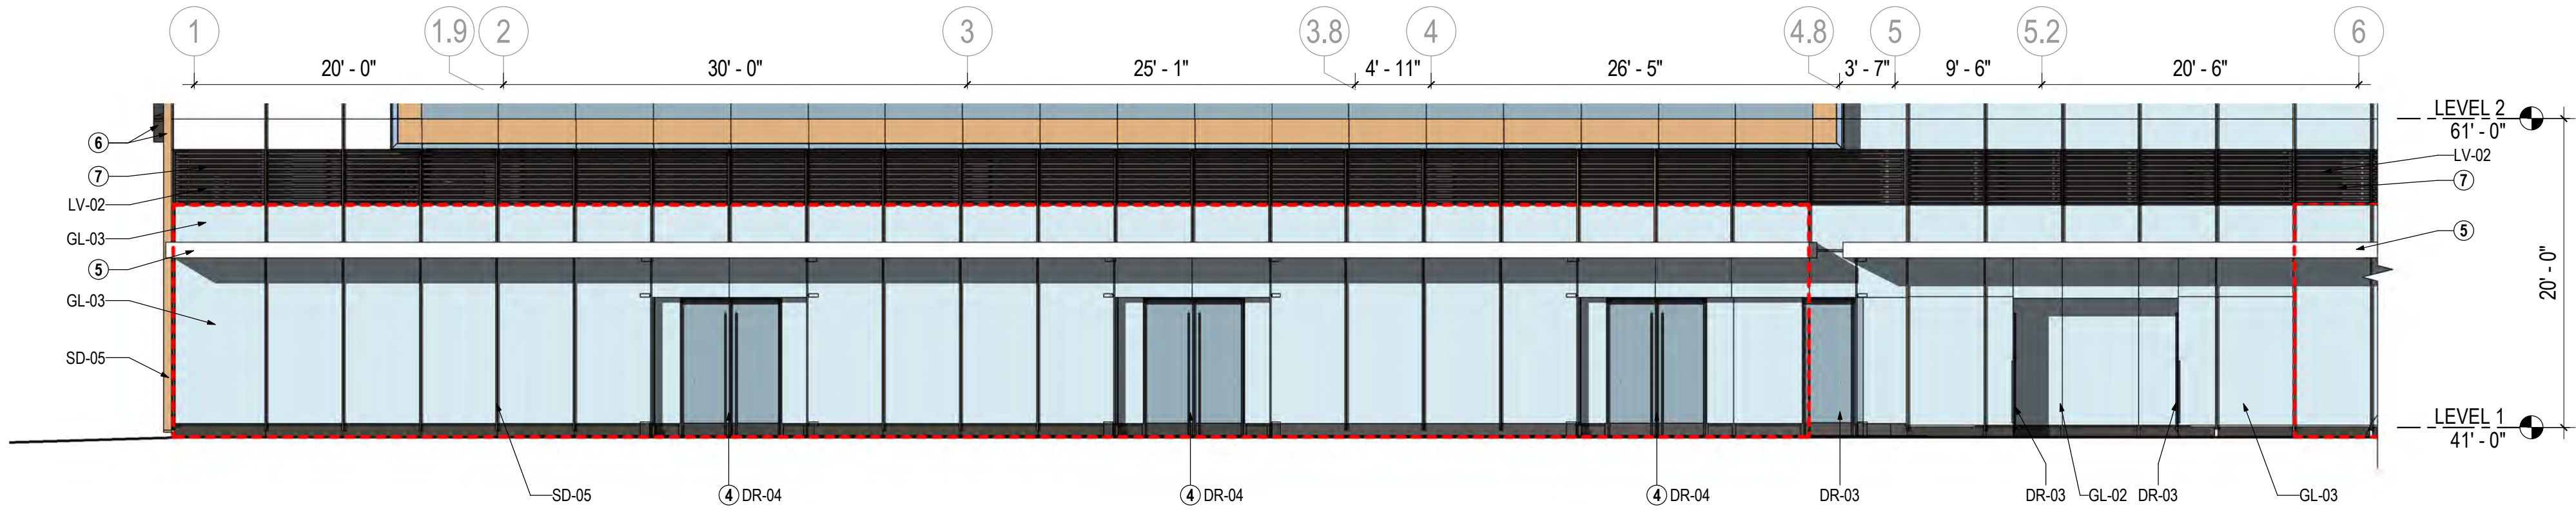 1 1.9 2 3 3.8 4 4.8 5 5.2 6
20' - 0" 30' - 0" 25' - 1" 4' - 11" 26' - 5" 3' - 7" 9' - 6" 20' - 6"
LEVEL 2
61' - 0"
6
LV-02
7
7
LV-02
GL-03
5
5
20' - 0"
GL-03
SD-05
LEVEL 1
41' - 0"
SD-05 4 DR-04 4 DR-04 4 DR-04 DR-03 DR-03 GL-02 DR-03 GL-03